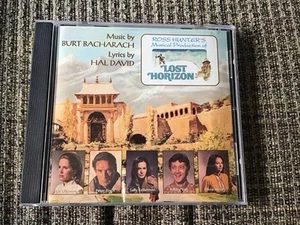 Music by
BURT BACHARACH
Lyrics by
HAL DAVID
ROSS HUNTER'S
Musical Production of
LOST
HORIZON